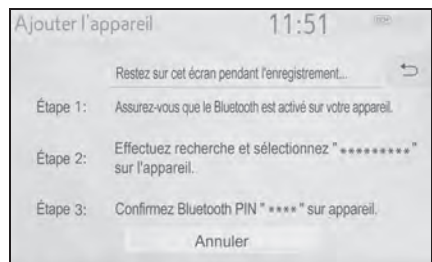 Ajouter l'appareil 11:51
Restez sur cet écran pendant l'enregistrement...
Étape 1: Assurez-vous que le Bluetooth est activé sur votre appareil.
Étape 2: Effectuez recherche et sélectionnez "*********"
sur l'appareil.
Étape 3: Confirmez Bluetooth PIN "****" sur appareil.
Annuler